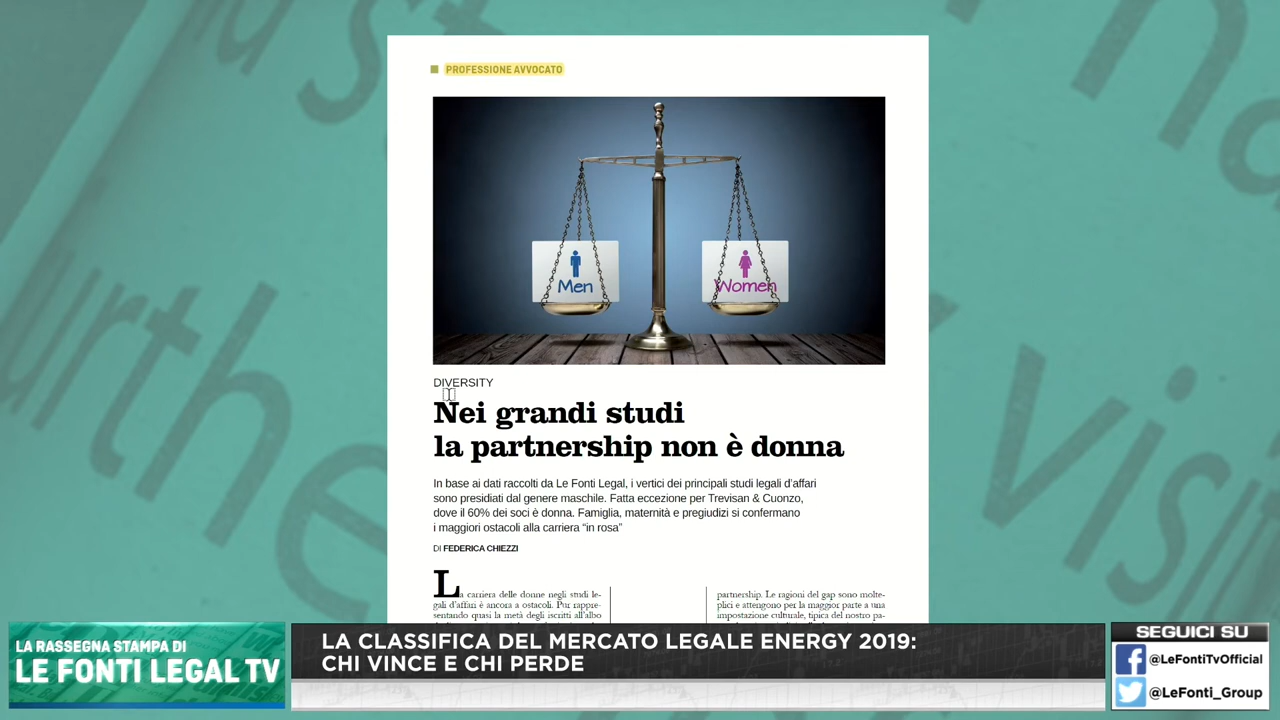 PROFESSIONE AVVOCATO
Men
Women
DIVERSITY
Nei grandi studi
la partnership non è donna
In base ai dati raccolti da Le Fonti Legal, i vertici dei principali studi legali d'affari
sono presidiati dal genere maschile. Fatta eccezione per Trevisan & Cuonzo,
dove il 60% dei soci è donna. Famiglia, maternità e pregiudizi si confermano
i maggiori ostacoli alla carriera "in rosa"
DI FEDERICA CHIEZZI
La carriera delle donne negli studi le-
gali d'affari è ancora a ostacoli. Pur rappre-
sentando quasi la metà degli iscritti all'albo
partnership. Le ragioni del gap sono molte-
plici e attengono per la maggior parte a una
impostazione culturale, tipica del nostro pa-
LA RASSEGNA STAMPA DI
LE FONTI LEGAL TV
LA CLASSIFICA DEL MERCATO LEGALE ENERGY 2019:
CHI VINCE E CHI PERDE
SEGUICI SU
@LeFontiTvOfficial
@LeFonti_Group